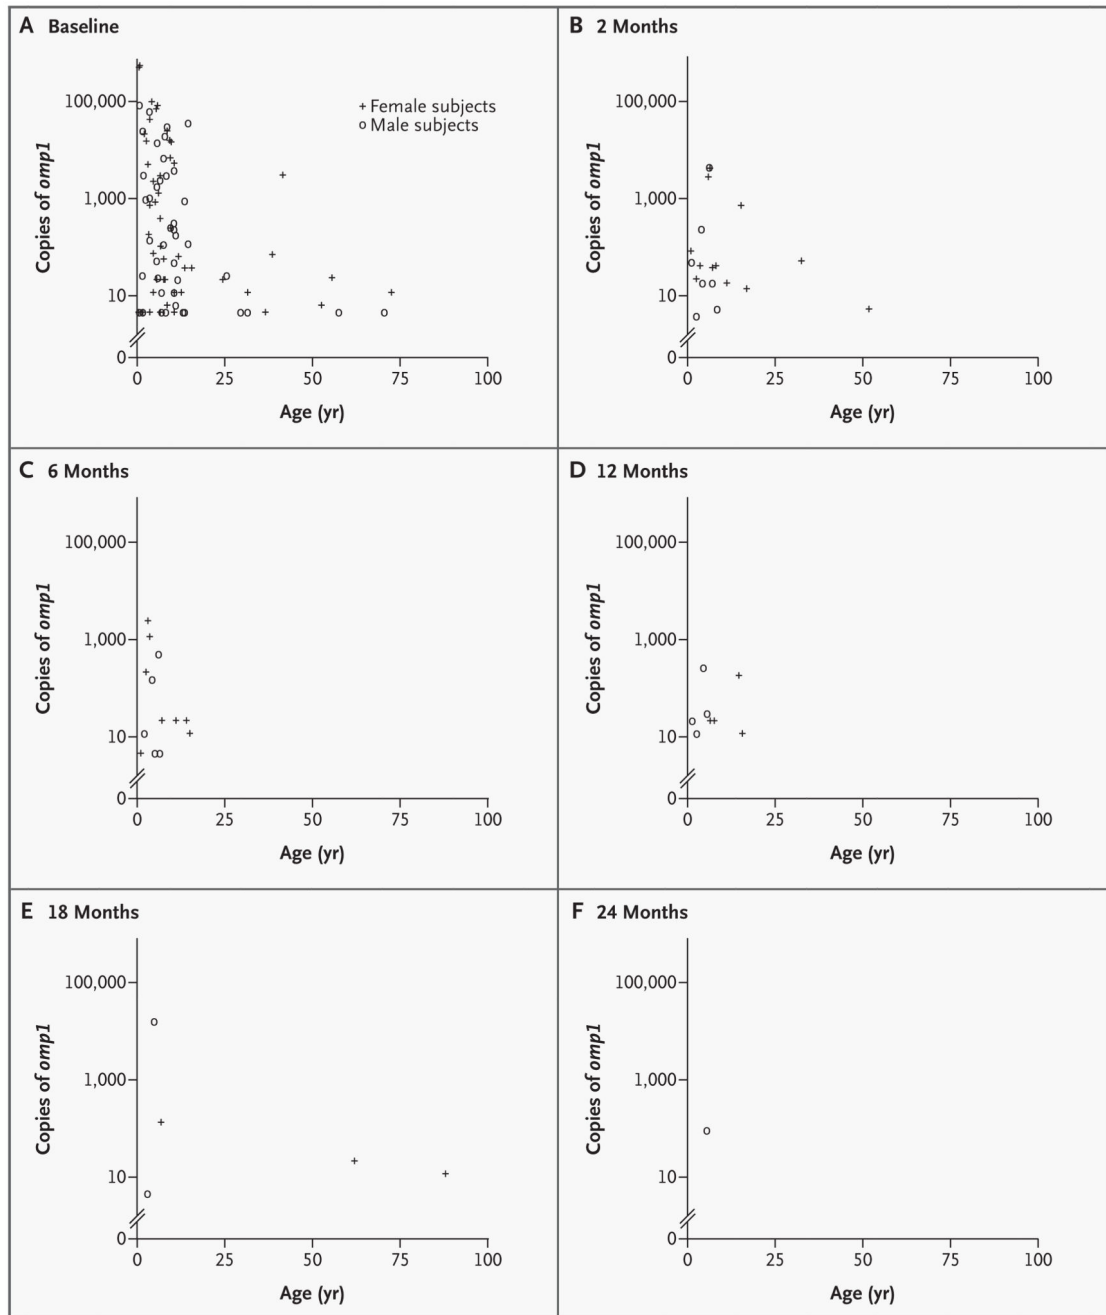 A Baseline
100,000
1,000
10
0
Copies of omp1
+ Female subjects
o Male subjects
0 25 50 75 100
Age (yr)
B 2 Months
100,000
1,000
10
0
Copies of omp1
0 25 50 75 100
Age (yr)
C 6 Months
100,000
1,000
10
0
Copies of omp1
0 25 50 75 100
Age (yr)
D 12 Months
100,000
1,000
10
0
Copies of omp1
0 25 50 75 100
Age (yr)
E 18 Months
100,000
1,000
10
0
Copies of omp1
0 25 50 75 100
Age (yr)
F 24 Months
100,000
1,000
10
0
Copies of omp1
0 25 50 75 100
Age (yr)